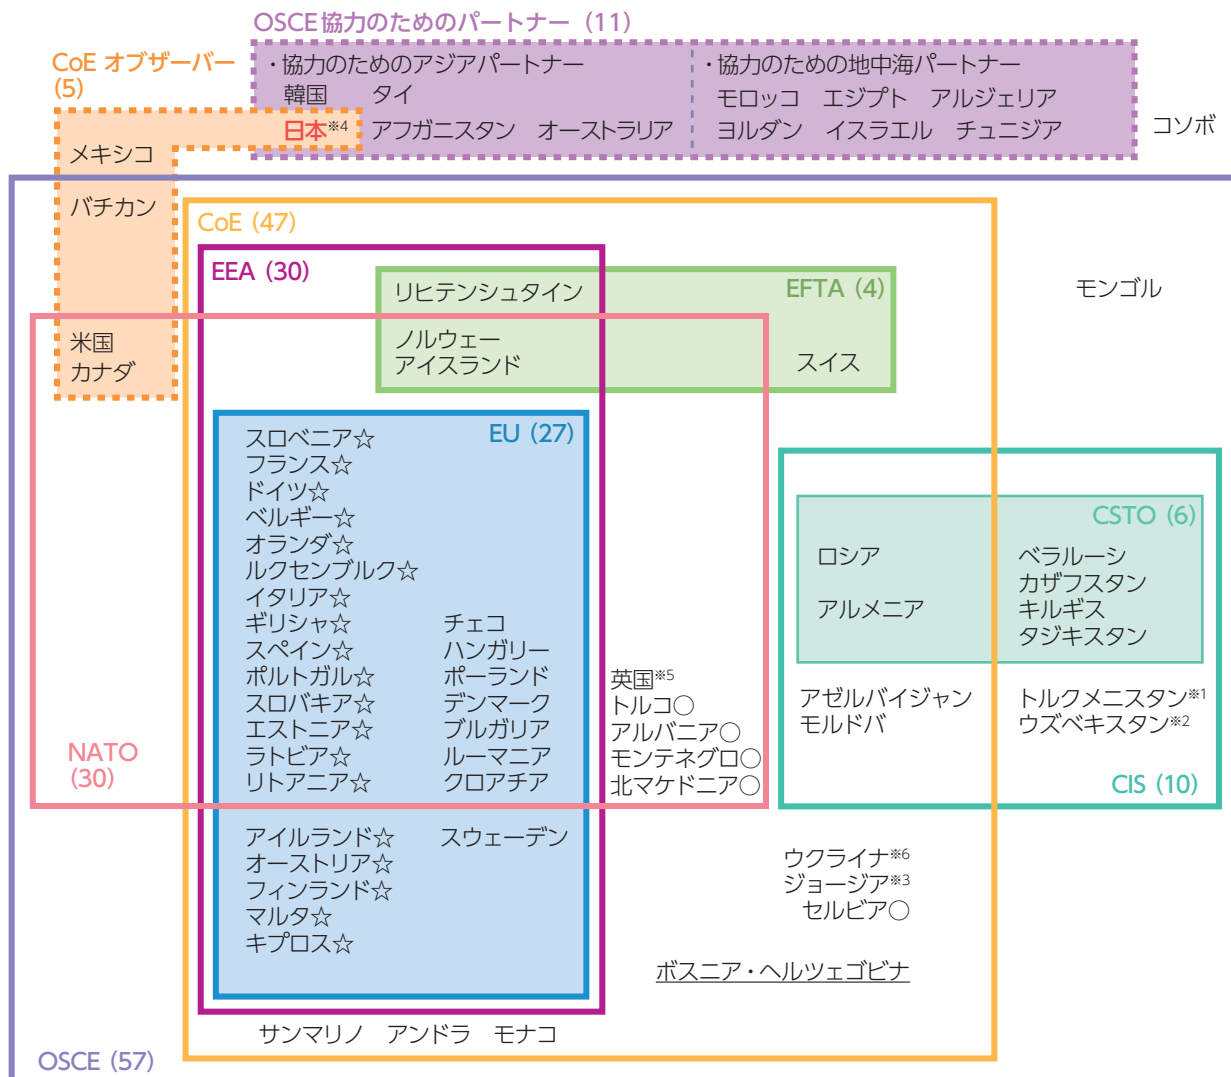 OSCE協力のためのパートナー（11）
CoE オブザーバー
(5)
・協力のためのアジアパートナー
韓国 タイ
日本※4 アフガニスタン オーストラリア
・協力のための地中海パートナー
モロッコ エジプト アルジェリア
ヨルダン イスラエル チュニジア
コソボ
メキシコ
バチカン
米国
カナダ
CoE (47)
EEA (30)
リヒテンシュタイン
EFTA (4)
ノルウェー
アイスランド
スイス
モンゴル
EU (27)
スロベニア☆
フランス☆
ドイツ☆
ベルギー☆
オランダ☆
ルクセンブルク☆
イタリア☆
ギリシャ☆ チェコ
スペイン☆ ハンガリー
ポルトガル☆ ポーランド
スロバキア☆ デンマーク
エストニア☆ ブルガリア
ラトビア☆ ルーマニア
リトアニア☆ クロアチア
NATO
(30)
英国※5
トルコ○
アルバニア○
モンテネグロ○
北マケドニア○
CSTO (6)
ロシア
アルメニア
ベラルーシ
カザフスタン
キルギス
タジキスタン
アゼルバイジャン
モルドバ
トルクメニスタン※1
ウズベキスタン※2
CIS (10)
アイルランド☆ スウェーデン
オーストリア☆
フィンランド☆
マルタ☆
キプロス☆
ウクライナ※6
ジョージア※3
セルビア○
ボスニア・ヘルツェゴビナ
サンマリノ アンドラ モナコ
OSCE (57)